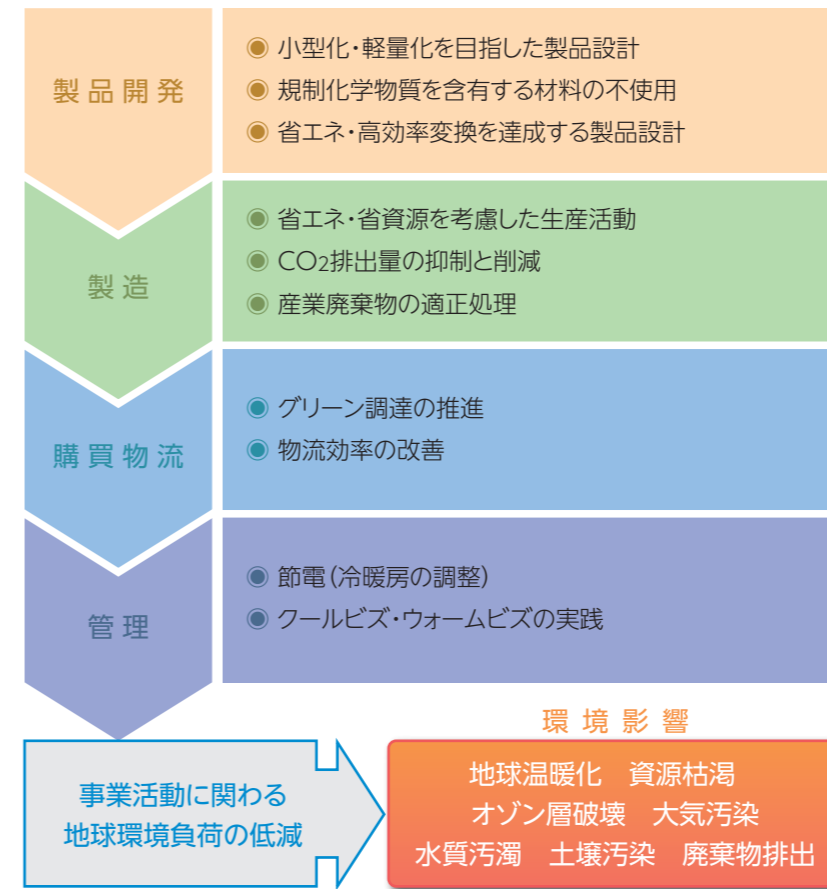 製品開発
◉ 小型化・軽量化を目指した製品設計
◉ 規制化学物質を含有する材料の不使用
◉ 省エネ・高効率変換を達成する製品設計
製造
◉ 省エネ・省資源を考慮した生産活動
◉ CO2排出量の抑制と削減
◉ 産業廃棄物の適正処理
購買物流
◉ グリーン調達の推進
◉ 物流効率の改善
管理
◉ 節電(冷暖房の調整)
◉ クールビズ・ウォームビズの実践
事業活動に関わる
地球環境負荷の低減
環境影響
地球温暖化 資源枯渇
オゾン層破壊 大気汚染
水質汚濁 土壌汚染 廃棄物排出